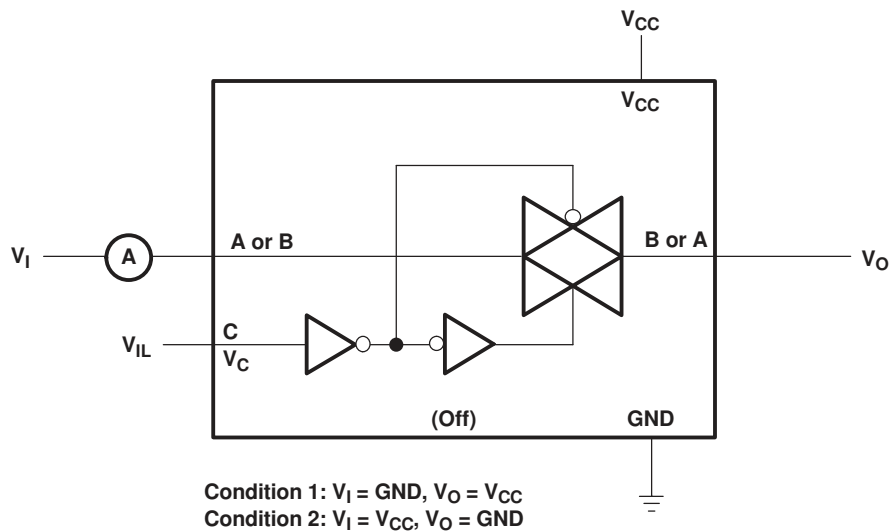 VCC
VCC
A or B
B or A
VI
A
VO
C
VIL
VC
(Off)
GND
Condition 1: VI = GND, VO = VCC
Condition 2: VI = VCC, VO = GND